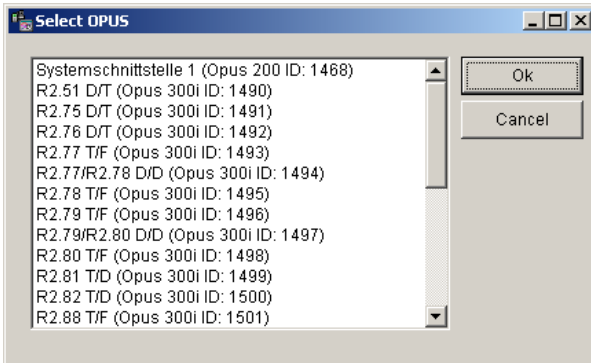 Select OPUS
Systemschnittstelle 1 (Opus 200 ID: 1468)
Ok
R2.51 D/T (Opus 300i ID: 1490)
R2.75 D/T (Opus 300i ID: 1491)
R2.76 D/T (Opus 300i ID: 1492)
Cancel
R2.77 T/F (Opus 300i ID: 1493)
R2.77/R2.78 D/D (Opus 300i ID: 1494)
R2.78 T/F (Opus 300i ID: 1495)
R2.79 T/F (Opus 300i ID: 1496)
R2.79/R2.80 D/D (Opus 300i ID: 1497)
R2.80 T/F (Opus 300i ID: 1498)
R2.81 T/D (Opus 300i ID: 1499)
R2.82 T/D (Opus 300i ID: 1500)
R2.88 T/F (Opus 300i ID: 1501)